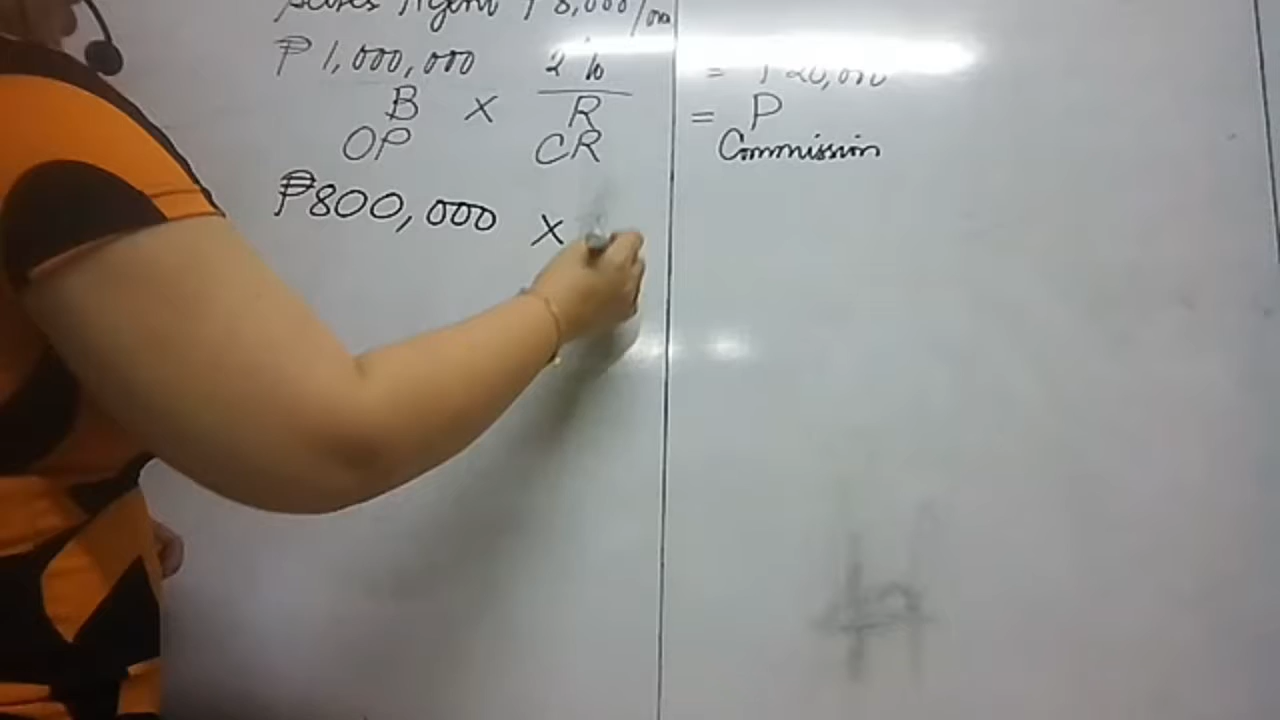 Sales Agent ₱8,000/mo
₱1,000,000 2% = ₱20,000
B × R = P
OP CR Commission
₱800,000 ×